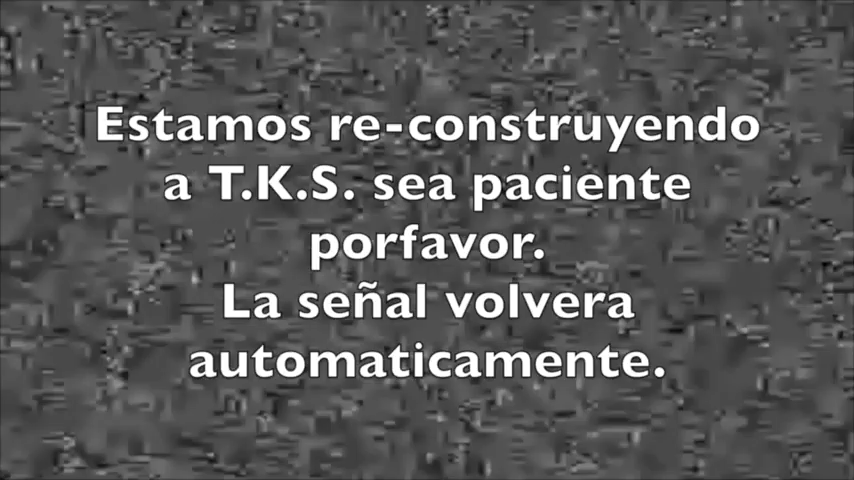 Estamos re-construyendo
a T.K.S. sea paciente
porfavor.
La señal volvera
automaticamente.